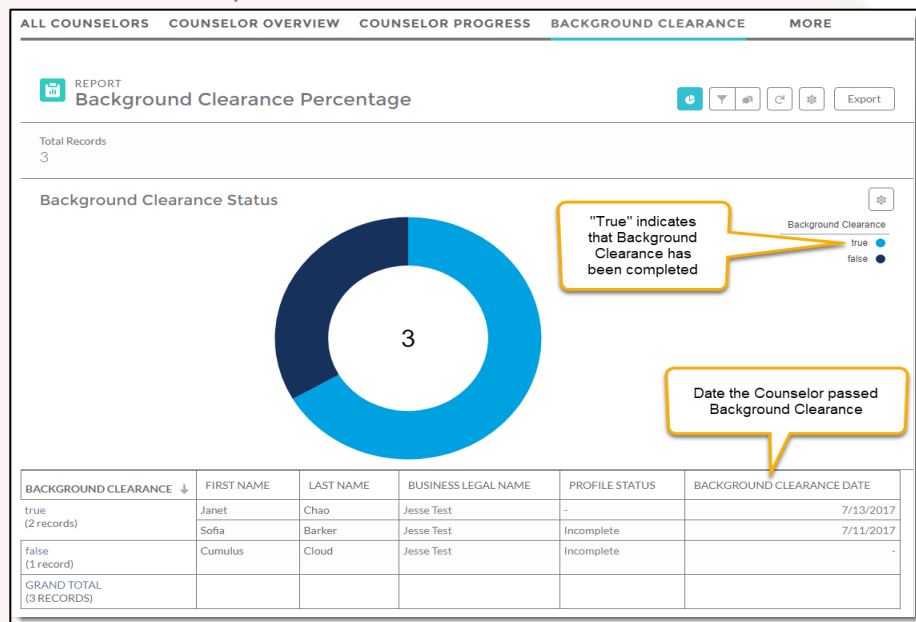 ALL COUNSELORS COUNSELOR OVERVIEW COUNSELOR PROGRESS BACKGROUND CLEARANCE MORE
REPORT
Background Clearance Percentage
Export
Total Records
3
Background Clearance Status
"True" indicates
that Background
Clearance has
been completed
Background Clearance
true
false
3
Date the Counselor passed
Background Clearance
BACKGROUND CLEARANCE FIRST NAME LAST NAME BUSINESS LEGAL NAME PROFILE STATUS BACKGROUND CLEARANCE DATE
true Janet Chao Jesse Test - 7/13/2017
(2 records) Sofia Barker Jesse Test Incomplete 7/11/2017
false Cumulus Cloud Jesse Test Incomplete -
(1 record)
GRAND TOTAL
(3 RECORDS)